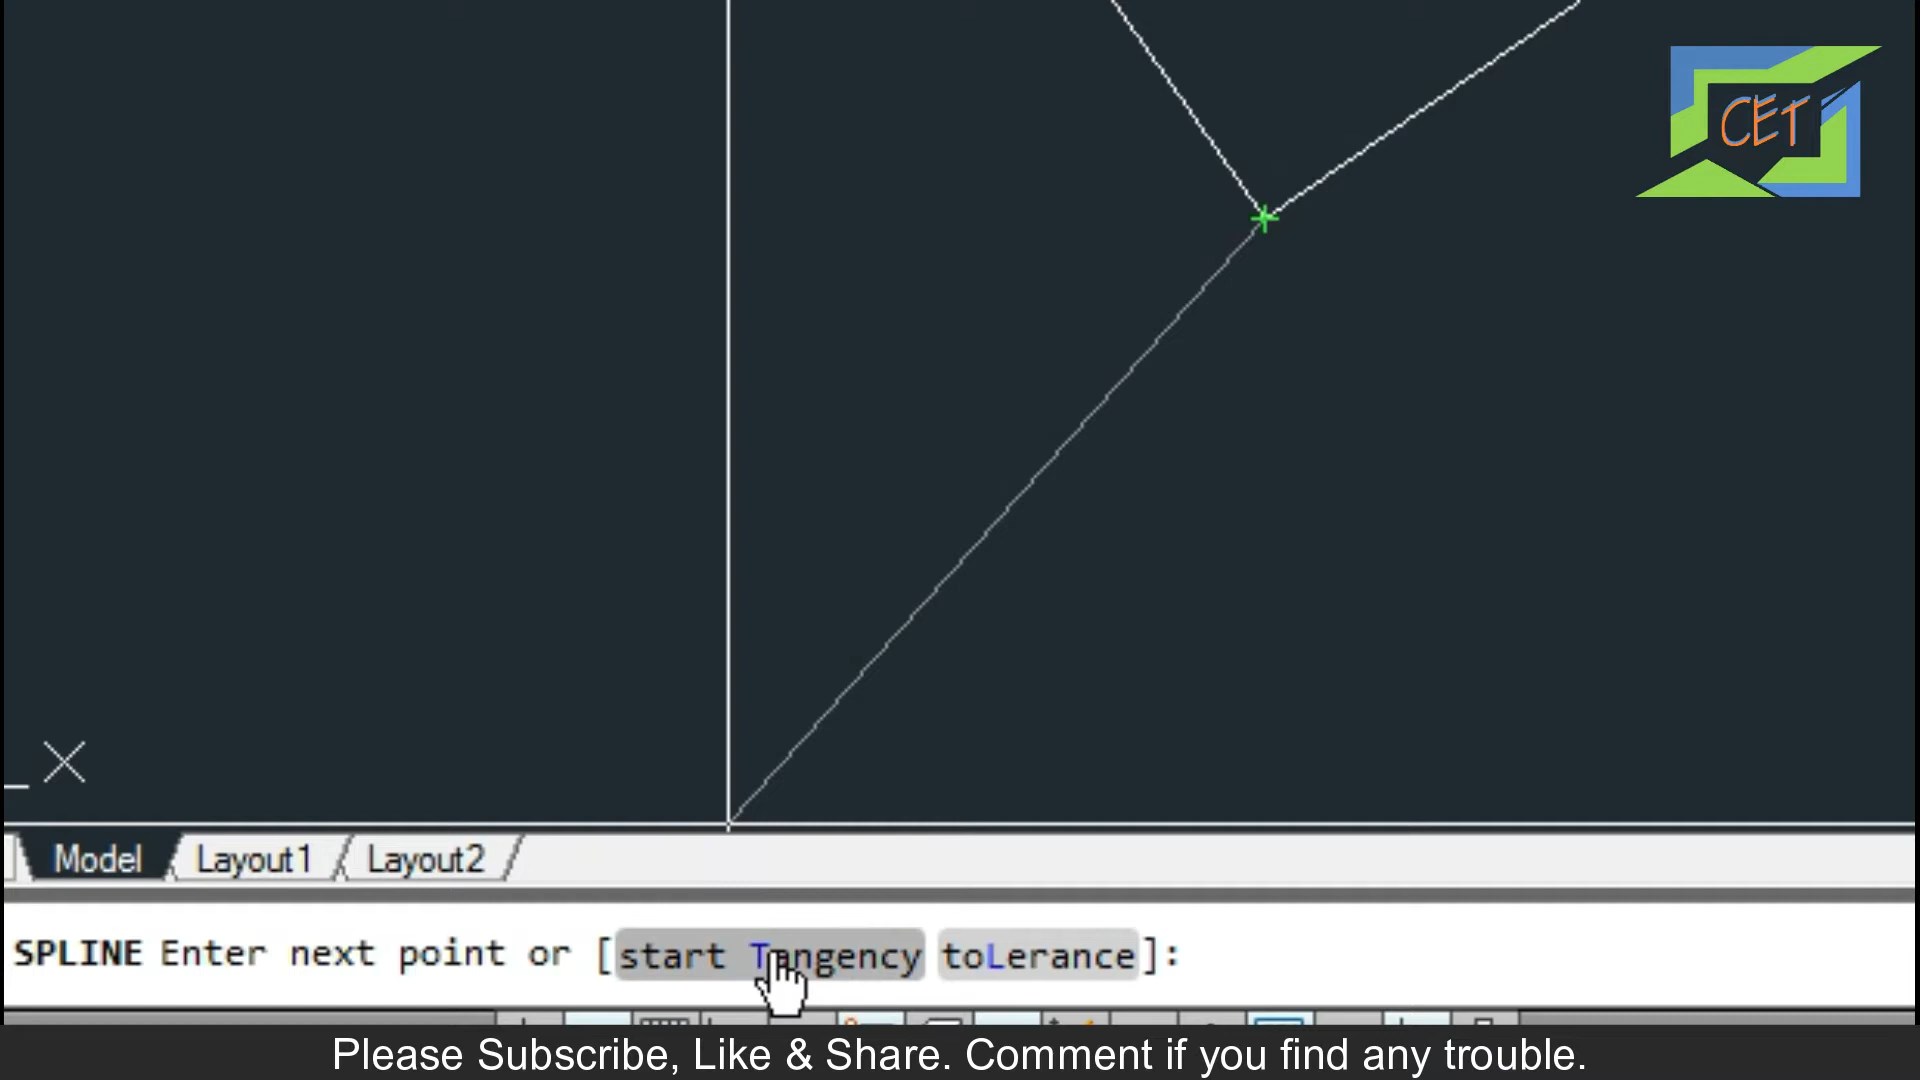 CET
Model Layout1 Layout2
SPLINE Enter next point or [start Tangency toLerance]:
Please Subscribe, Like & Share. Comment if you find any trouble.